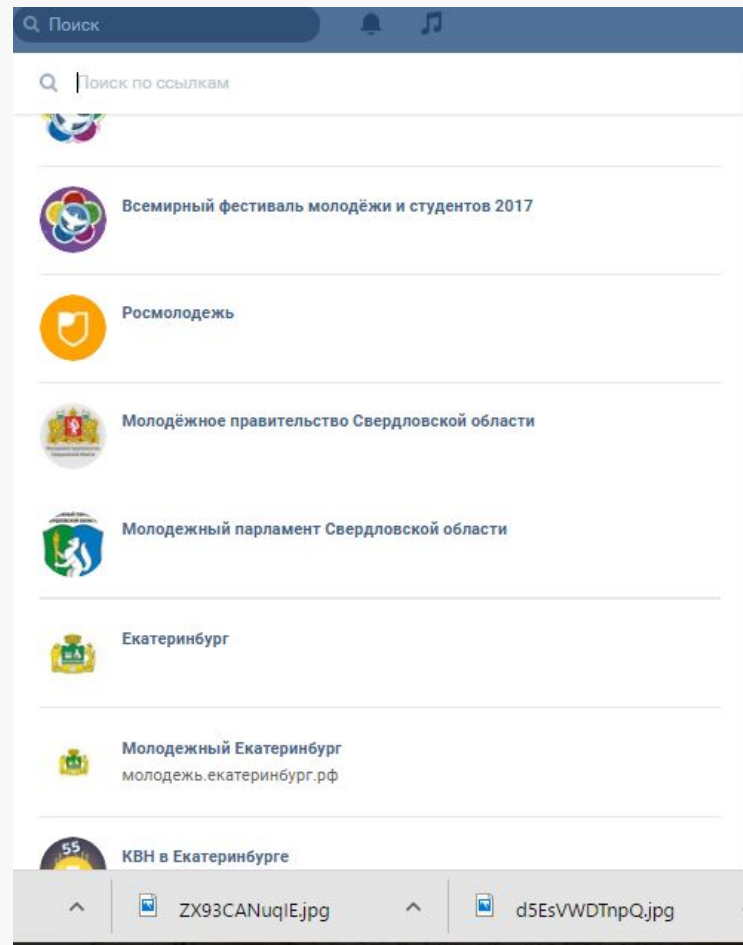 Поиск
Поиск по ссылкам
Всемирный фестиваль молодёжи и студентов 2017
Росмолодежь
Молодёжное правительство Свердловской области
Молодежный парламент Свердловской области
Екатеринбург
Молодежный Екатеринбург
молодежь.екатеринбург.рф
55
КВН в Екатеринбурге
ZX93CANuqIE.jpg
d5EsVWDTnpQ.jpg